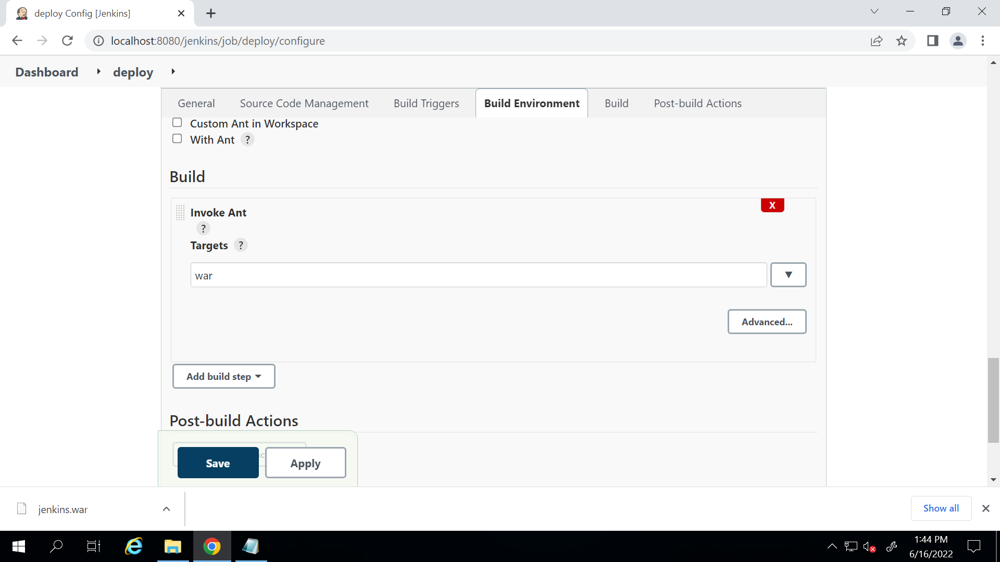 deploy Config [Jenkins]
localhost:8080/jenkins/job/deploy/configure
Dashboard
deploy
General
Source Code Management
Build Triggers
Build Environment
Build
Post-build Actions
Custom Ant in Workspace
With Ant ?
Build
X
Invoke Ant
?
Targets ?
war
▼
Advanced...
Add build step
Post-build Actions
Save
Apply
jenkins.war
Show all
1:44 PM
6/16/2022